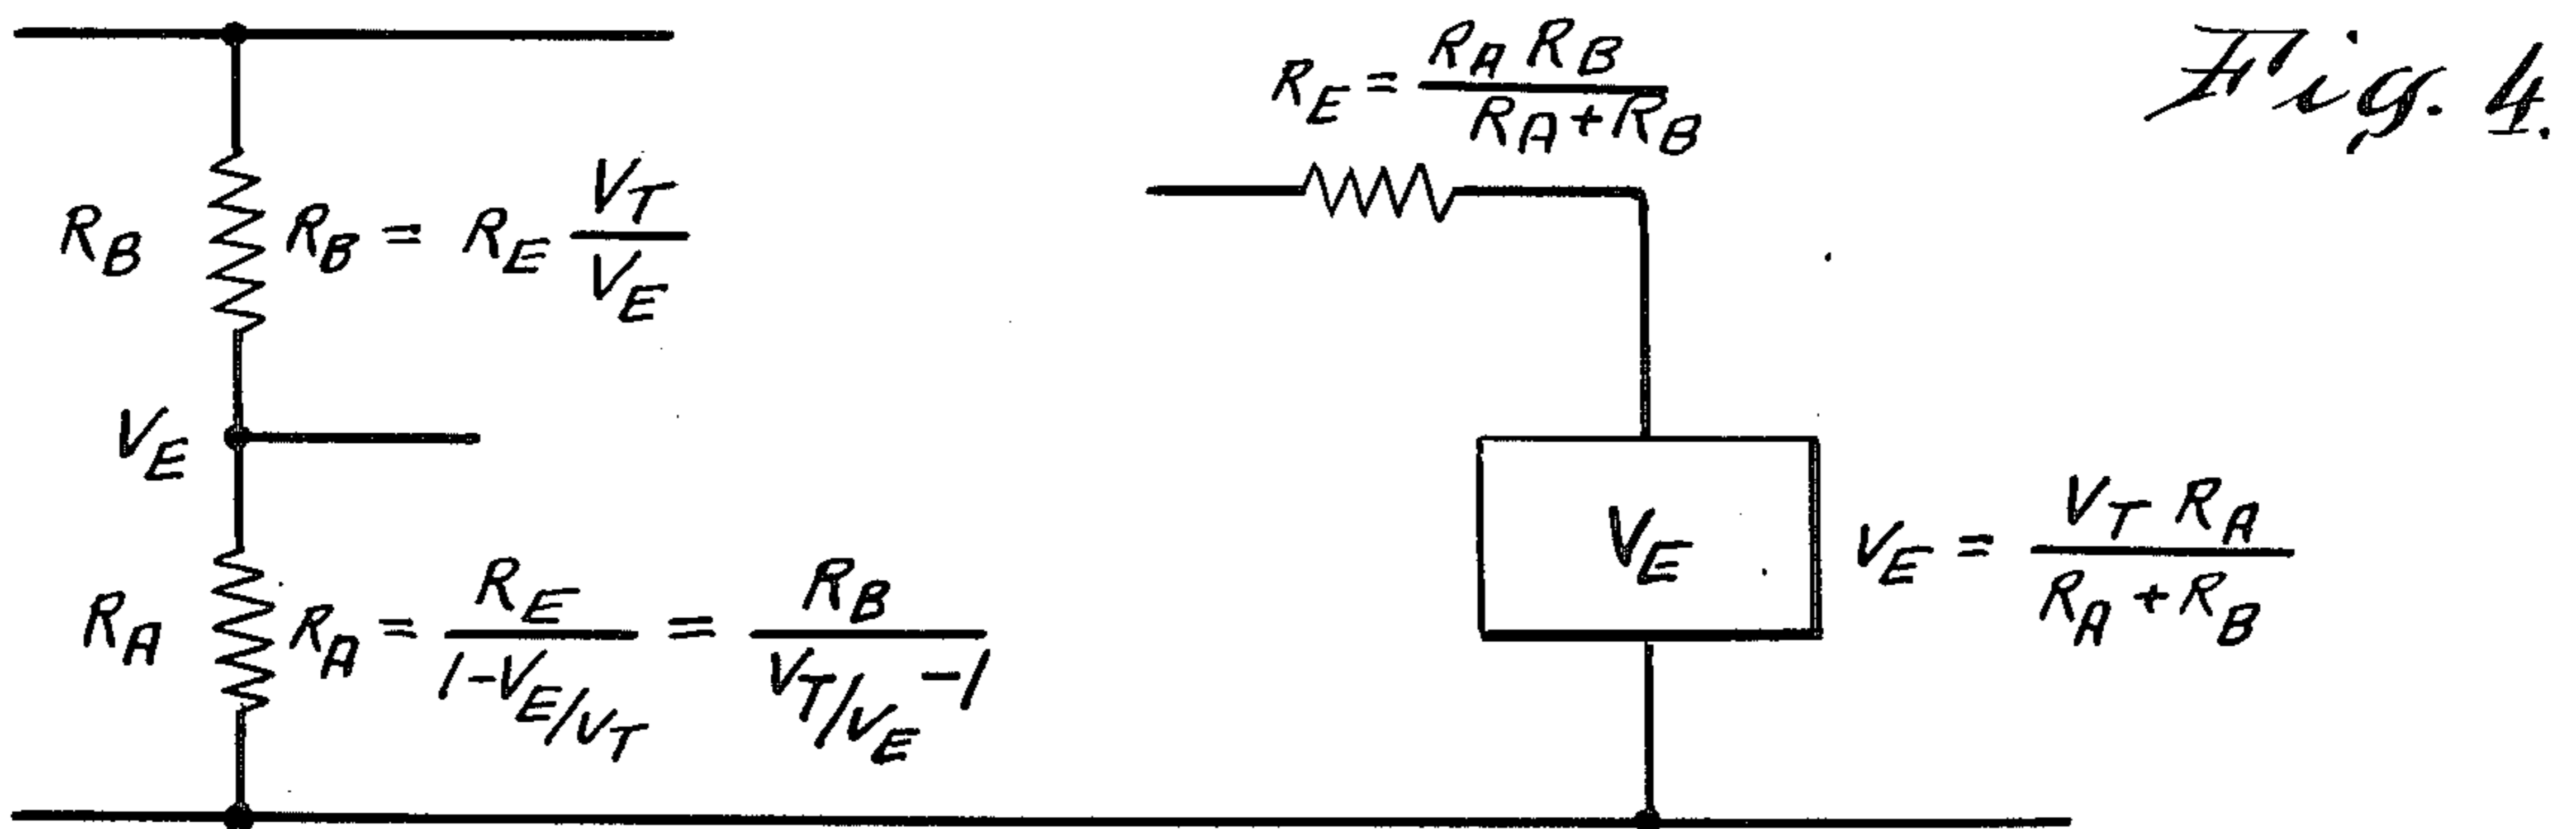 Fig. 4.
R_E = R_A R_B / (R_A + R_B)
R_B
R_B = R_E V_T / V_E
V_E
V_E
V_E = V_T R_A / (R_A + R_B)
R_A
R_A = R_E / (1 - V_E/V_T) = R_B / (V_T/V_E - 1)